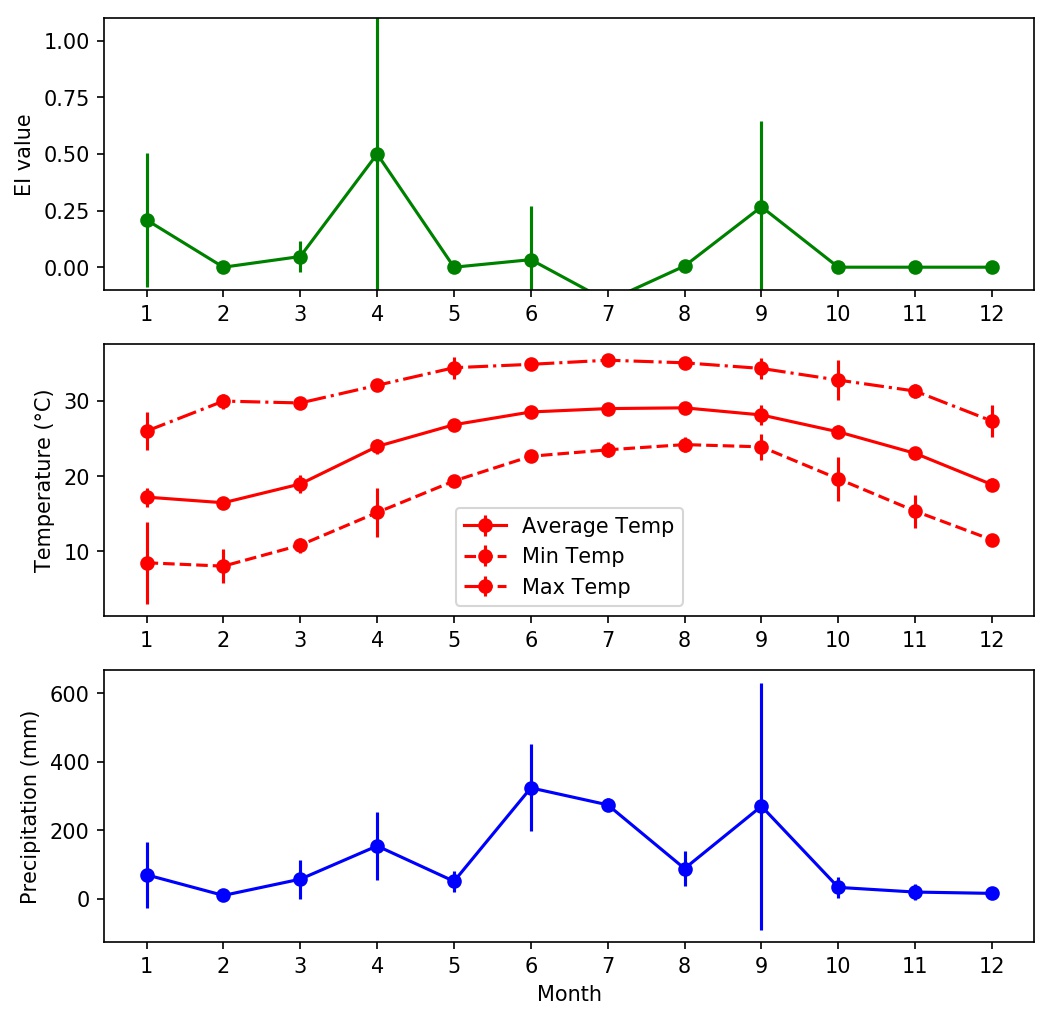 EI value
1.00
0.75
0.50
0.25
0.00
1 2 3 4 5 6 7 8 9 10 11 12
Temperature (°C)
30
20
10
Average Temp
Min Temp
Max Temp
1 2 3 4 5 6 7 8 9 10 11 12
Precipitation (mm)
600
400
200
0
1 2 3 4 5 6 7 8 9 10 11 12
Month